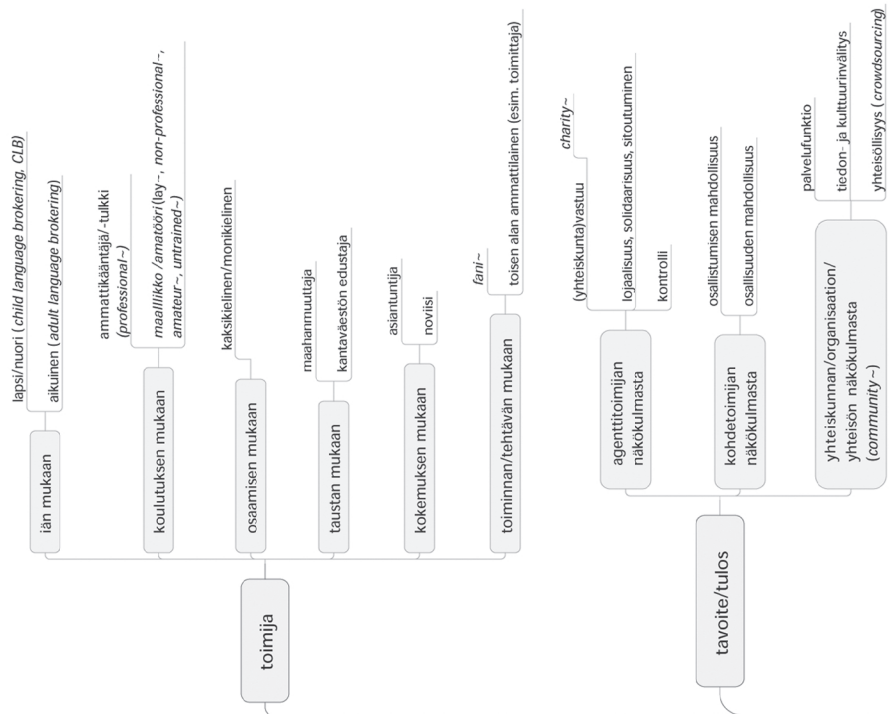 toimija
iän mukaan
lapsi/nuori (child language brokering, CLB)
aikuinen (adult language brokering)
koulutuksen mukaan
ammattikääntäjä/-tulkki
(professional~)
maallliikko /amatööri (lay~, non-professional~,
amateur~, untrained~)
osaamisen mukaan
kaksikielinen/monikielinen
taustan mukaan
maahanmuuttaja
kantaväestön edustaja
kokemuksen mukaan
asiantuntija
noviisi
toiminnan/tehtävän mukaan
fani~
toisen alan ammattilainen (esim. toimittaja)
tavoite/tulos
agenttitoimijan
näkökulmasta
(yhteiskunta)vastuu
charity~
lojaalisuus, solidaarisuus, sitoutuminen
kontrolli
kohdetoimijan
näkökulmasta
osallistumisen mahdollisuus
osallisuuden mahdollisuus
yhteiskunnan/organisaation/
yhteisön näkökulmasta
(community~)
palvelufunktio
tiedon- ja kulttuurinvälitys
yhteisöllisyys (crowdsourcing)